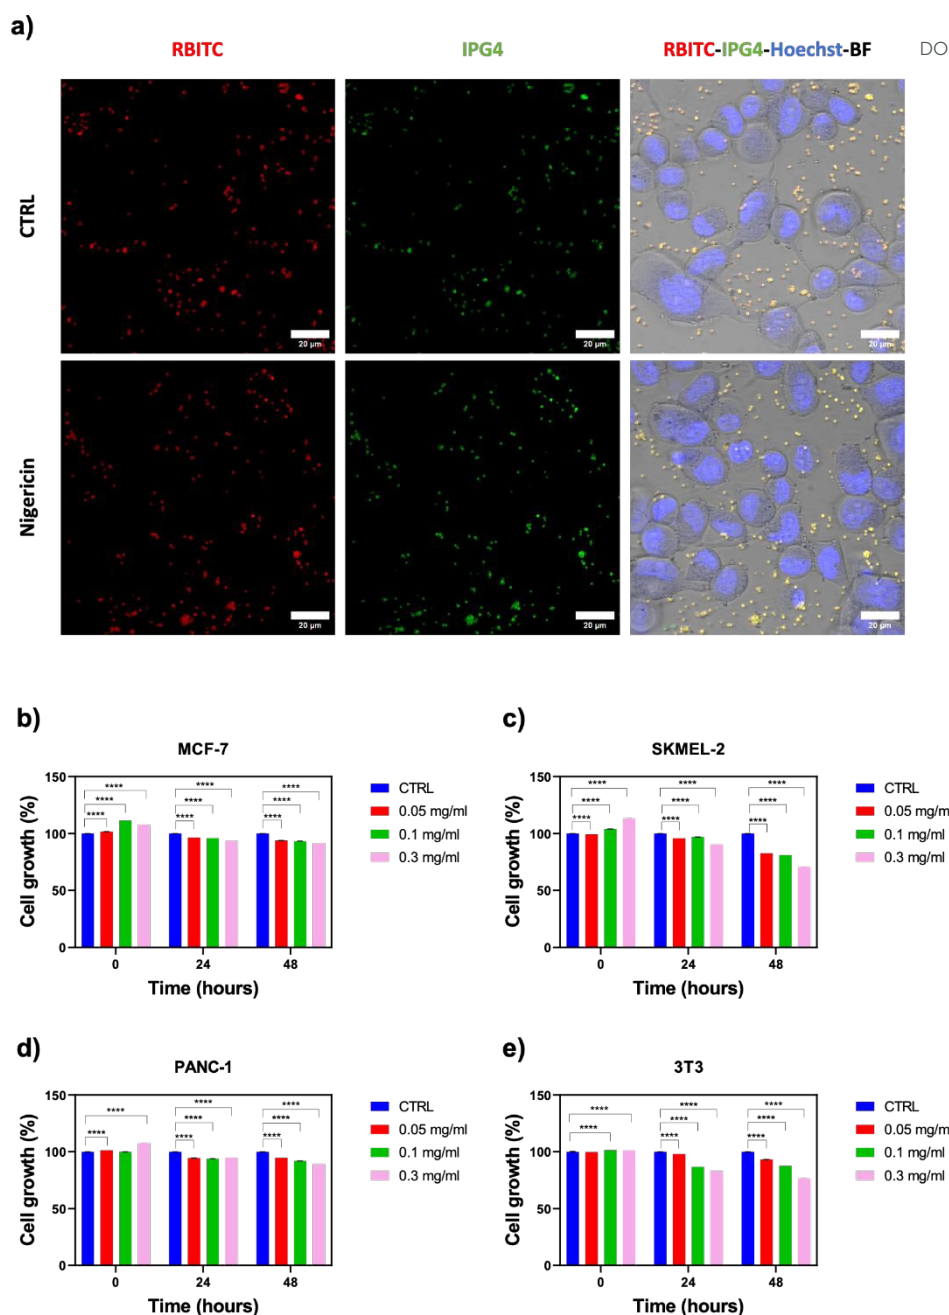 a)
RBITC IPG4 RBITC-IPG4-Hoechst-BF DO
CTRL
20 µm 20 µm 20 µm
Nigericin
20 µm 20 µm 20 µm
b) c)
MCF-7
Cell growth (%)
150
100
50
0
**** **** ****
**** **** ****
**** **** ****
0 24 48
Time (hours)
CTRL
0.05 mg/ml
0.1 mg/ml
0.3 mg/ml
SKMEL-2
Cell growth (%)
150
100
50
0
**** **** ****
**** **** ****
**** **** ****
0 24 48
Time (hours)
CTRL
0.05 mg/ml
0.1 mg/ml
0.3 mg/ml
d) e)
PANC-1
Cell growth (%)
150
100
50
0
**** **** ****
**** ****
**** **** ****
0 24 48
Time (hours)
CTRL
0.05 mg/ml
0.1 mg/ml
0.3 mg/ml
3T3
Cell growth (%)
150
100
50
0
**** **** ****
**** **** ****
**** ****
0 24 48
Time (hours)
CTRL
0.05 mg/ml
0.1 mg/ml
0.3 mg/ml